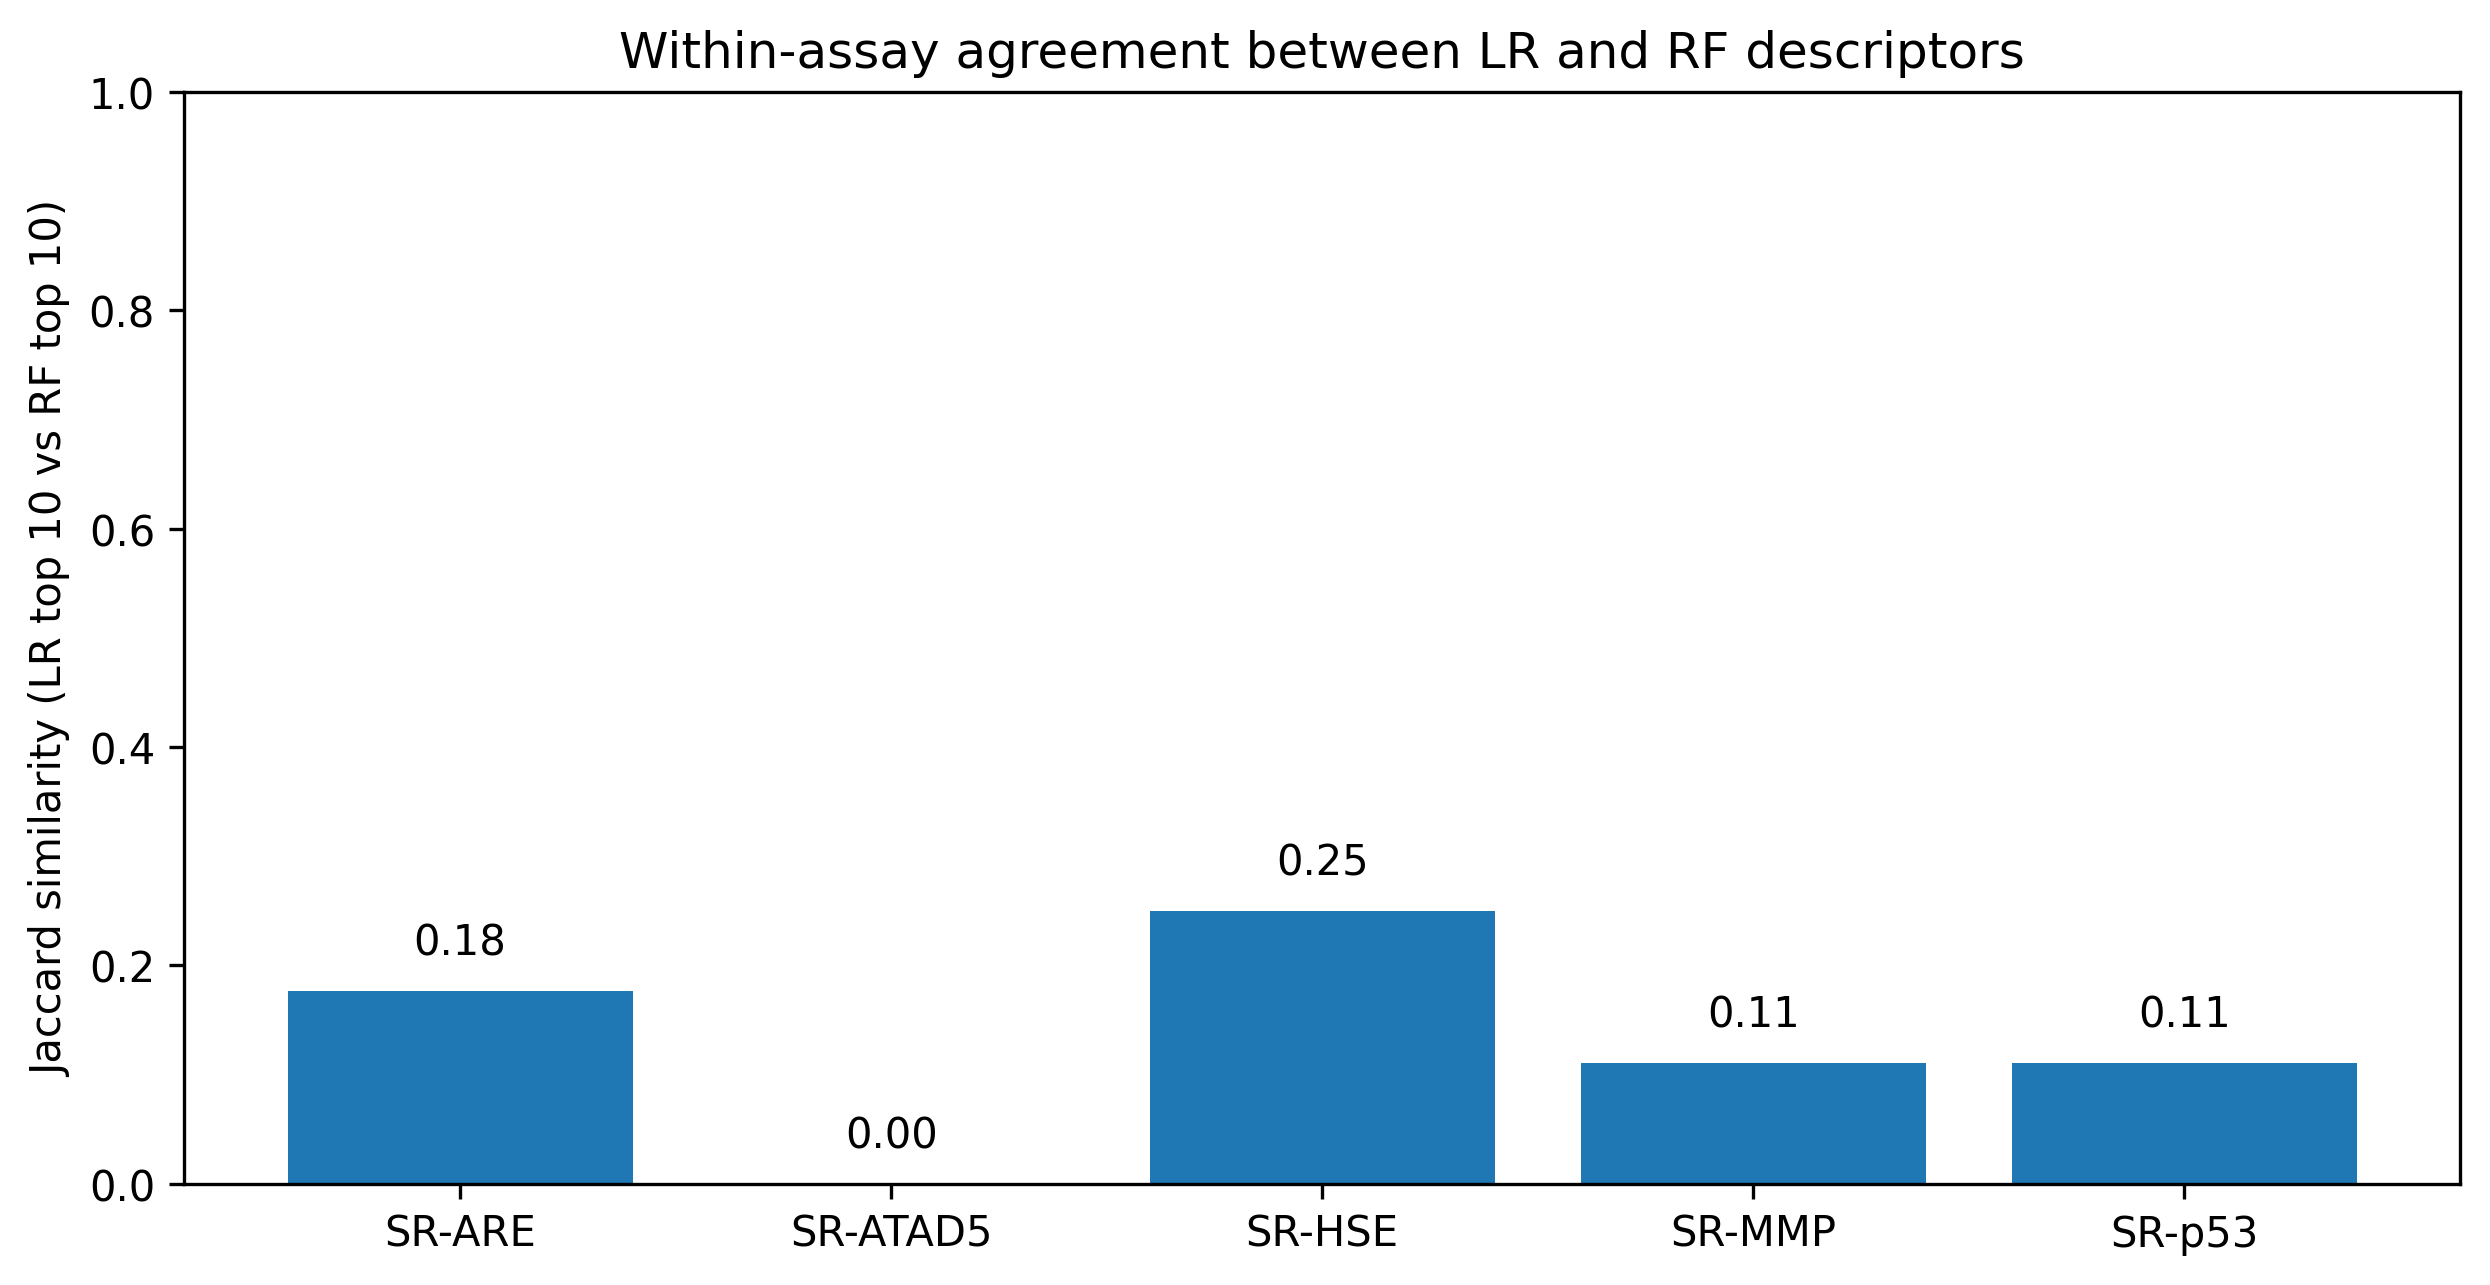 Within-assay agreement between LR and RF descriptors
Jaccard similarity (LR top 10 vs RF top 10)
1.0
0.8
0.6
0.4
0.2
0.0
0.18
0.00
0.25
0.11
0.11
SR-ARE
SR-ATAD5
SR-HSE
SR-MMP
SR-p53